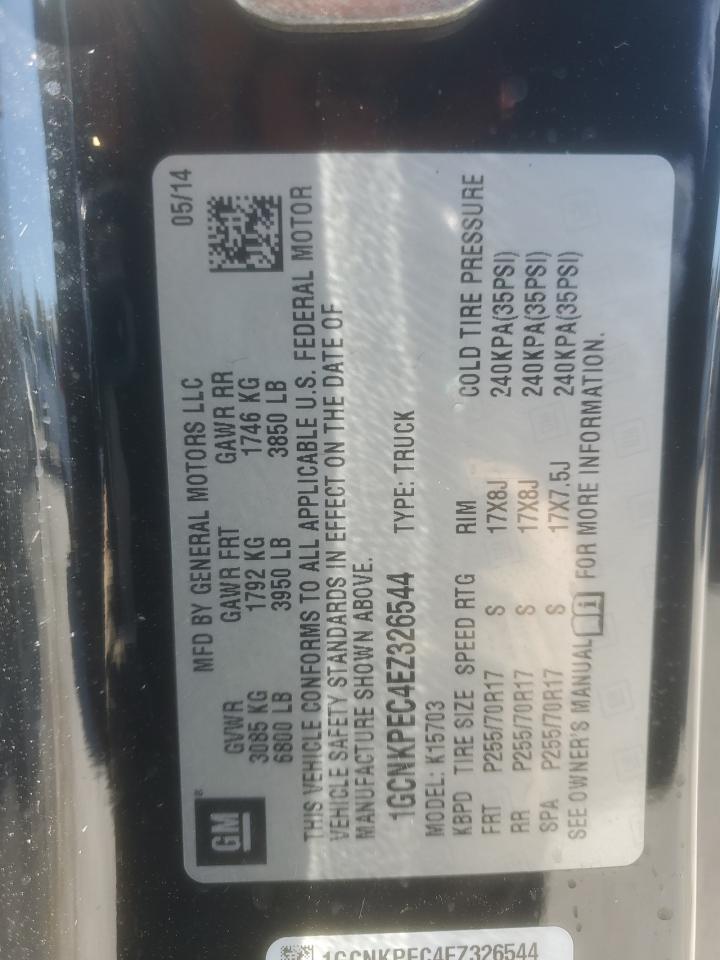 MFD BY GENERAL MOTORS LLC 05/14
GM®
GVWR GAWR FRT GAWR RR
3085 KG 1792 KG 1746 KG
6800 LB 3950 LB 3850 LB
THIS VEHICLE CONFORMS TO ALL APPLICABLE U.S. FEDERAL MOTOR
VEHICLE SAFETY STANDARDS IN EFFECT ON THE DATE OF
MANUFACTURE SHOWN ABOVE.
1GCNKPEC4EZ326544 TYPE: TRUCK
MODEL: K15703
KBPD TIRE SIZE SPEED RTG RIM COLD TIRE PRESSURE
FRT P255/70R17 S 17X8J 240KPA(35PSI)
RR P255/70R17 S 17X8J 240KPA(35PSI)
SPA P255/70R17 S 17X7.5J 240KPA(35PSI)
SEE OWNER'S MANUAL FOR MORE INFORMATION.
1GCNKPEC4EZ326544